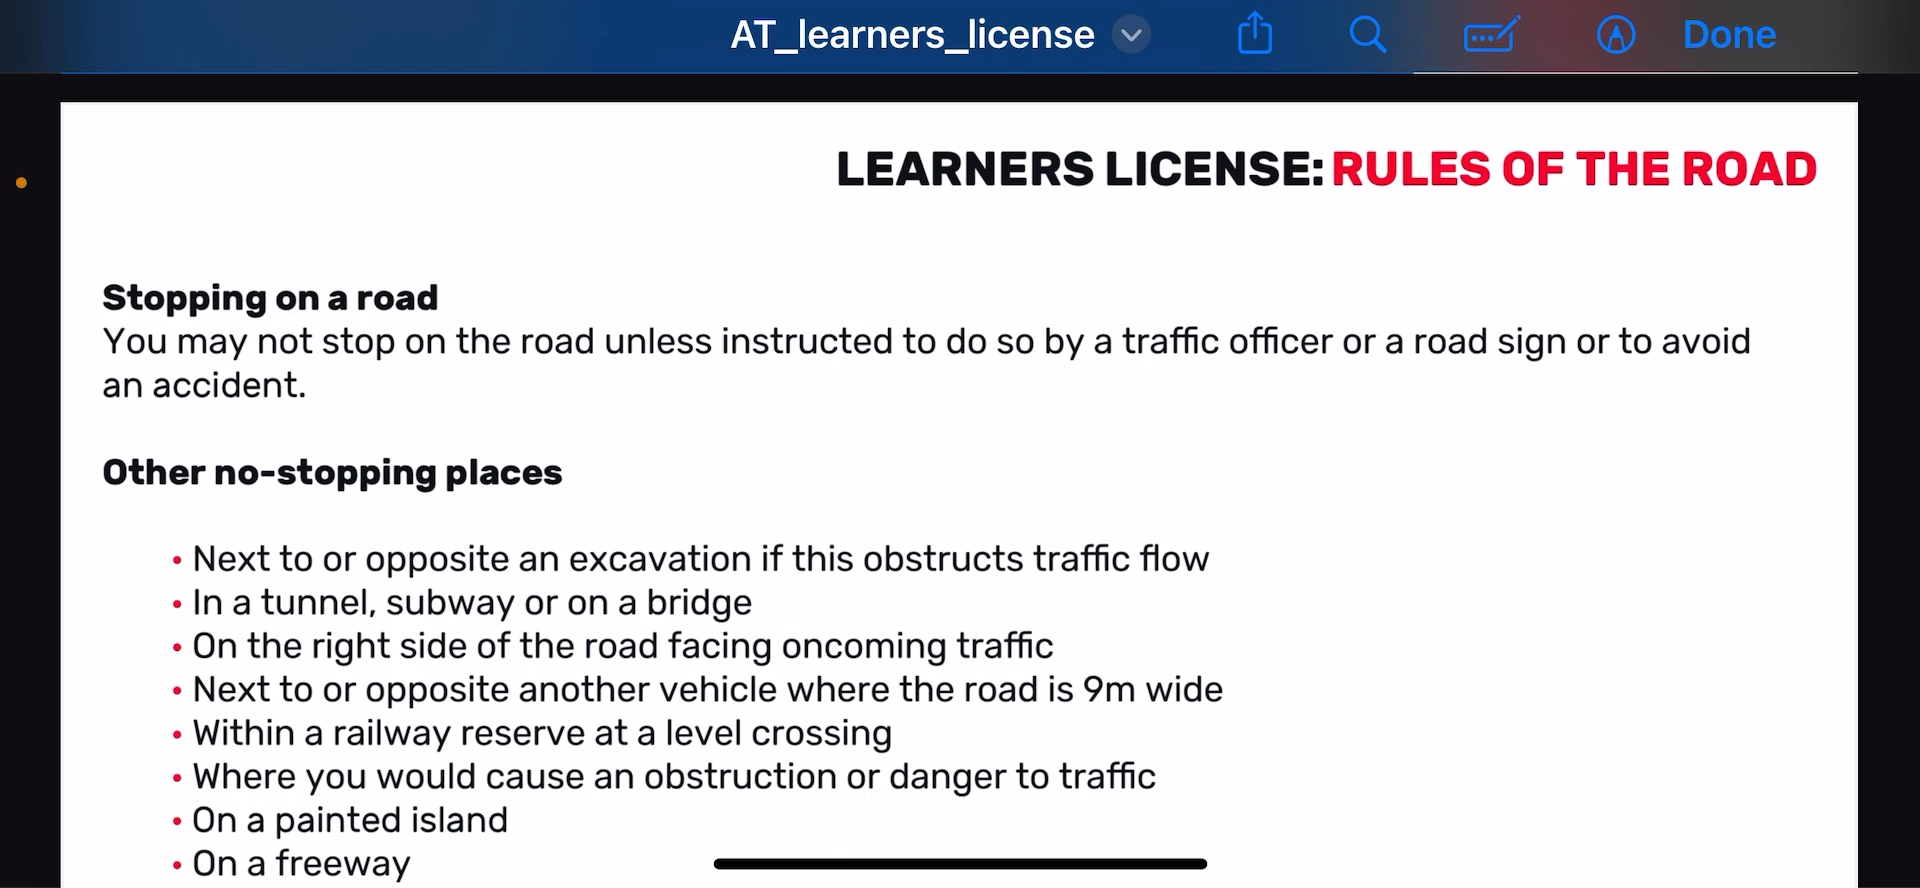 AT_learners_license
Done
LEARNERS LICENSE: RULES OF THE ROAD
Stopping on a road
You may not stop on the road unless instructed to do so by a traffic officer or a road sign or to avoid
an accident.
Other no-stopping places
• Next to or opposite an excavation if this obstructs traffic flow
• In a tunnel, subway or on a bridge
• On the right side of the road facing oncoming traffic
• Next to or opposite another vehicle where the road is 9m wide
• Within a railway reserve at a level crossing
• Where you would cause an obstruction or danger to traffic
• On a painted island
• On a freeway